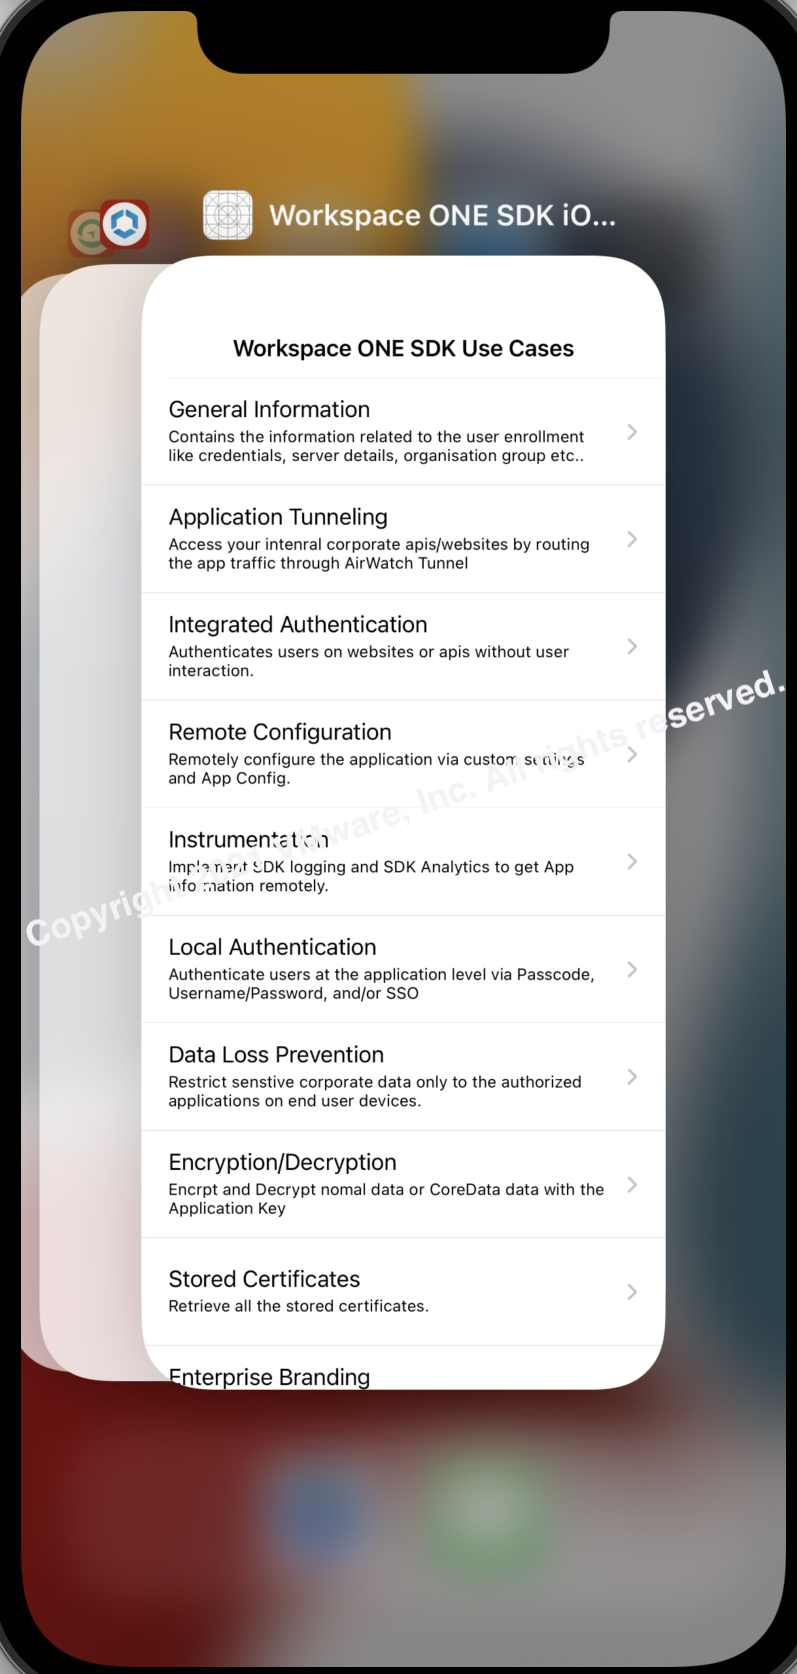 Workspace ONE SDK iO...
Workspace ONE SDK Use Cases
General Information
Contains the information related to the user enrollment
like credentials, server details, organisation group etc..
Application Tunneling
Access your intenral corporate apis/websites by routing
the app traffic through AirWatch Tunnel
Integrated Authentication
Authenticates users on websites or apis without user
interaction.
Remote Configuration
Remotely configure the application via custom settings
and App Config.
Instrumentation
Implement SDK logging and SDK Analytics to get App
information remotely.
Local Authentication
Authenticate users at the application level via Passcode,
Username/Password, and/or SSO
Data Loss Prevention
Restrict senstive corporate data only to the authorized
applications on end user devices.
Encryption/Decryption
Encrpt and Decrypt nomal data or CoreData data with the
Application Key
Stored Certificates
Retrieve all the stored certificates.
Enterprise Branding
Copyright 2021 VMware, Inc. All rights reserved.